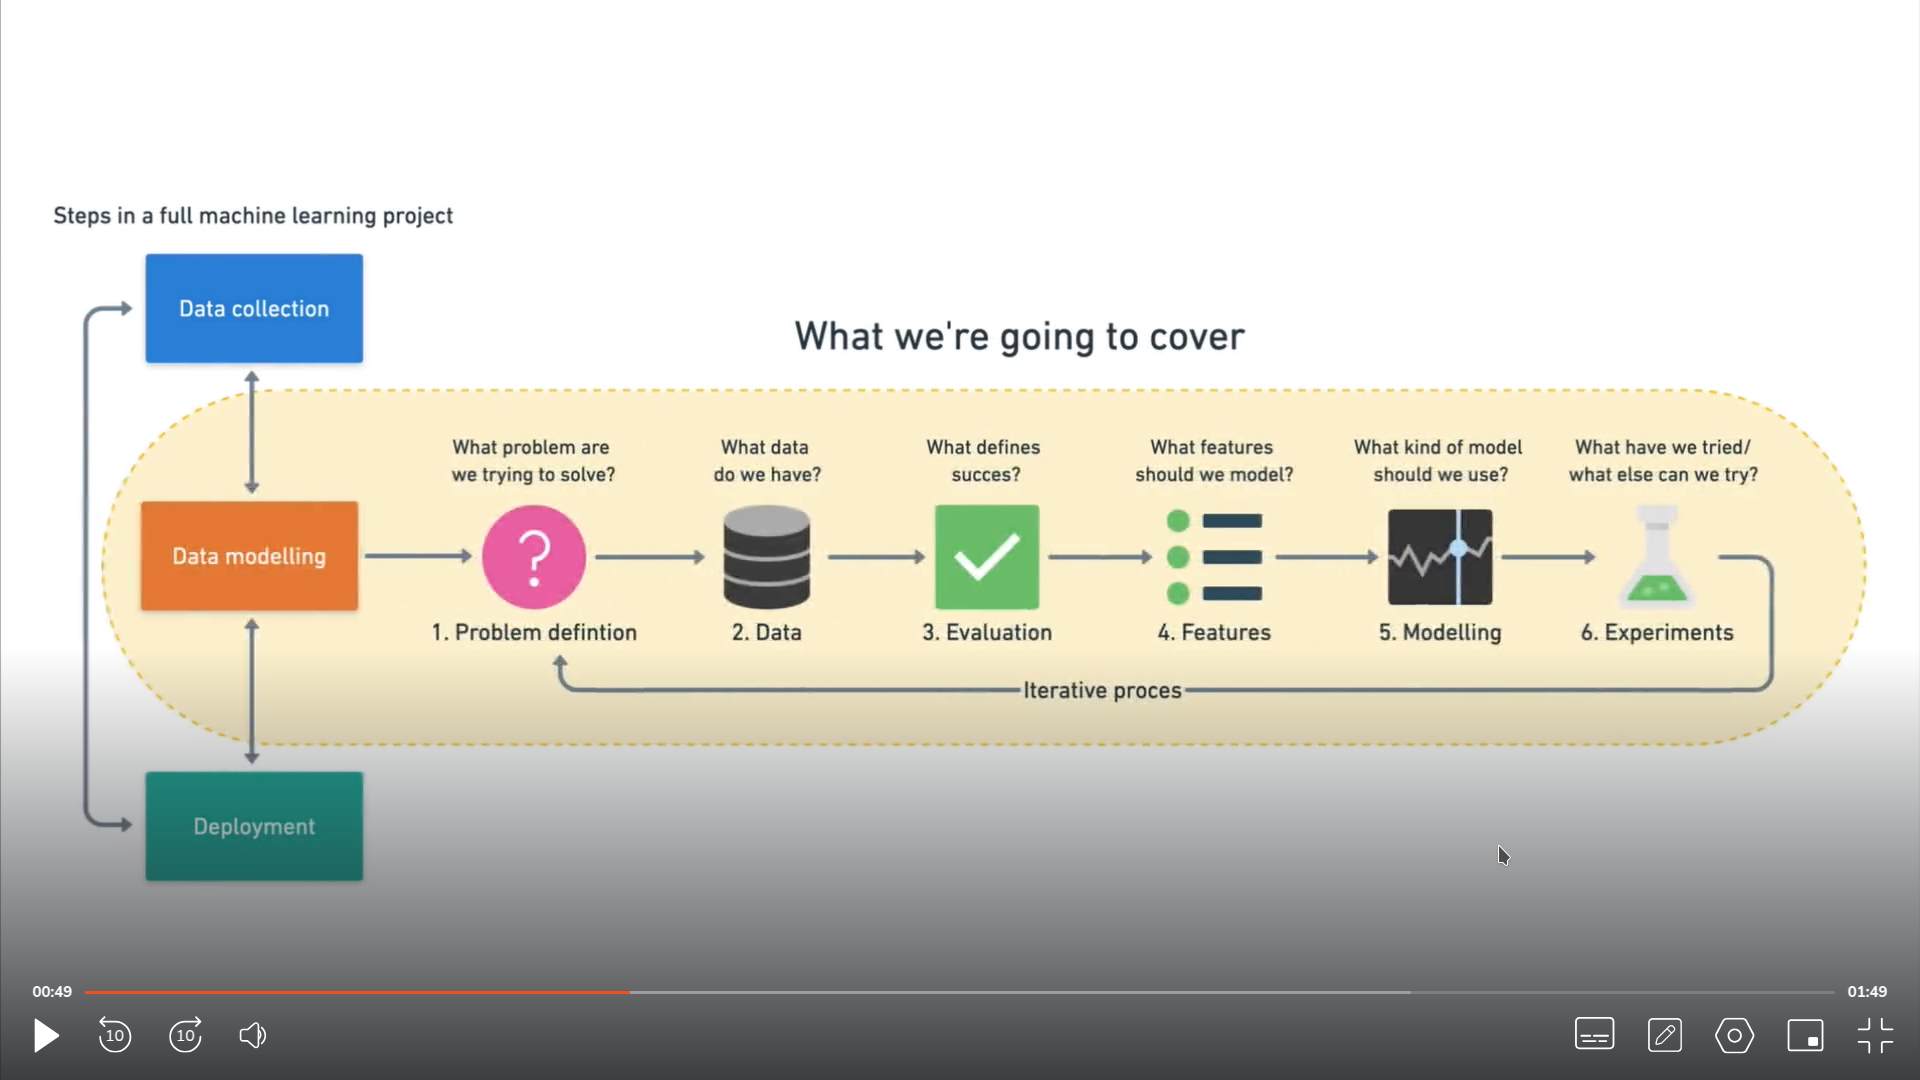 Steps in a full machine learning project
Data collection
What we're going to cover
What problem are
we trying to solve?
What data
do we have?
What defines
succes?
What features
should we model?
What kind of model
should we use?
What have we tried/
what else can we try?
Data modelling
?
1. Problem defintion
2. Data
3. Evaluation
4. Features
5. Modelling
6. Experiments
Iterative proces
Deployment
00:49
01:49
10
10